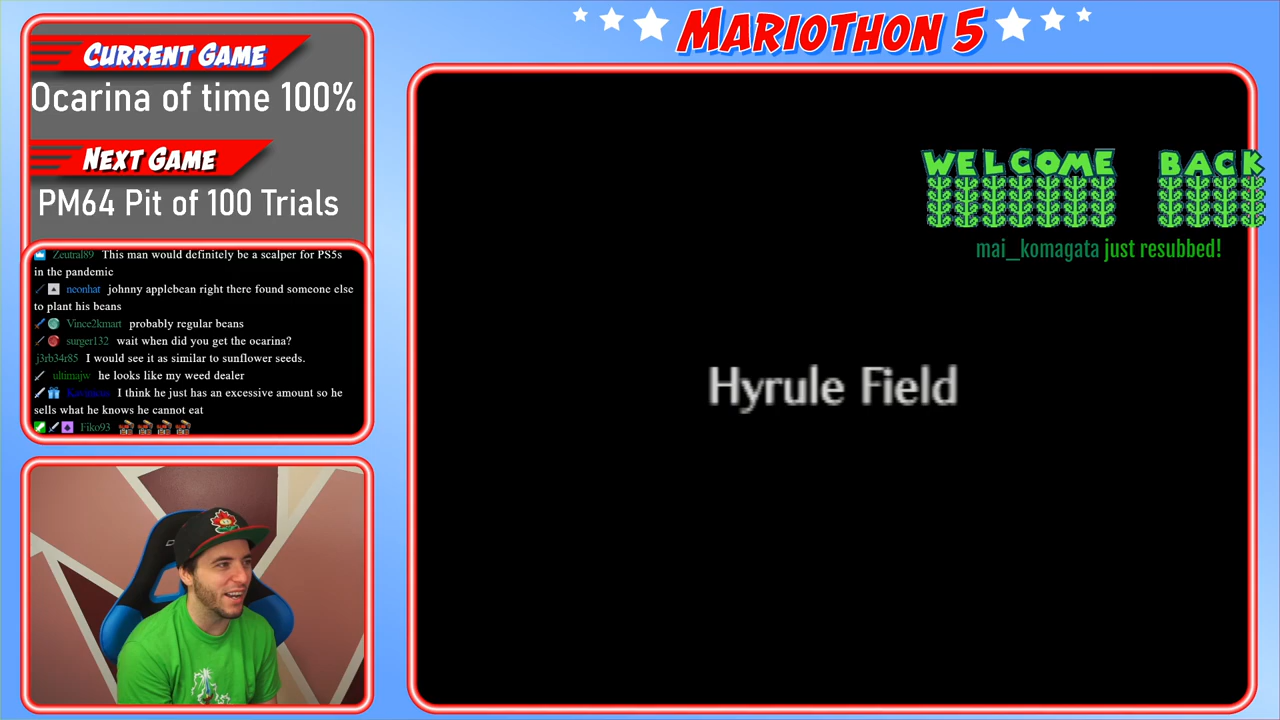 MARIOTHON 5
CURRENT GAME
Ocarina of time 100%
NEXT GAME
PM64 Pit of 100 Trials
Zeutral89 This man would definitely be a scalper for PS5s
in the pandemic
neonhat johnny applebean right there found someone else
to plant his beans
Vince2kmart probably regular beans
surger132 wait when did you get the ocarina?
j3rb34r85 I would see it as similar to sunflower seeds.
ultimajw he looks like my weed dealer
I think he just has an excessive amount so he
sells what he knows he cannot eat
Fiko93
WELCOME BACK
mai_komagata just resubbed!
Hyrule Field